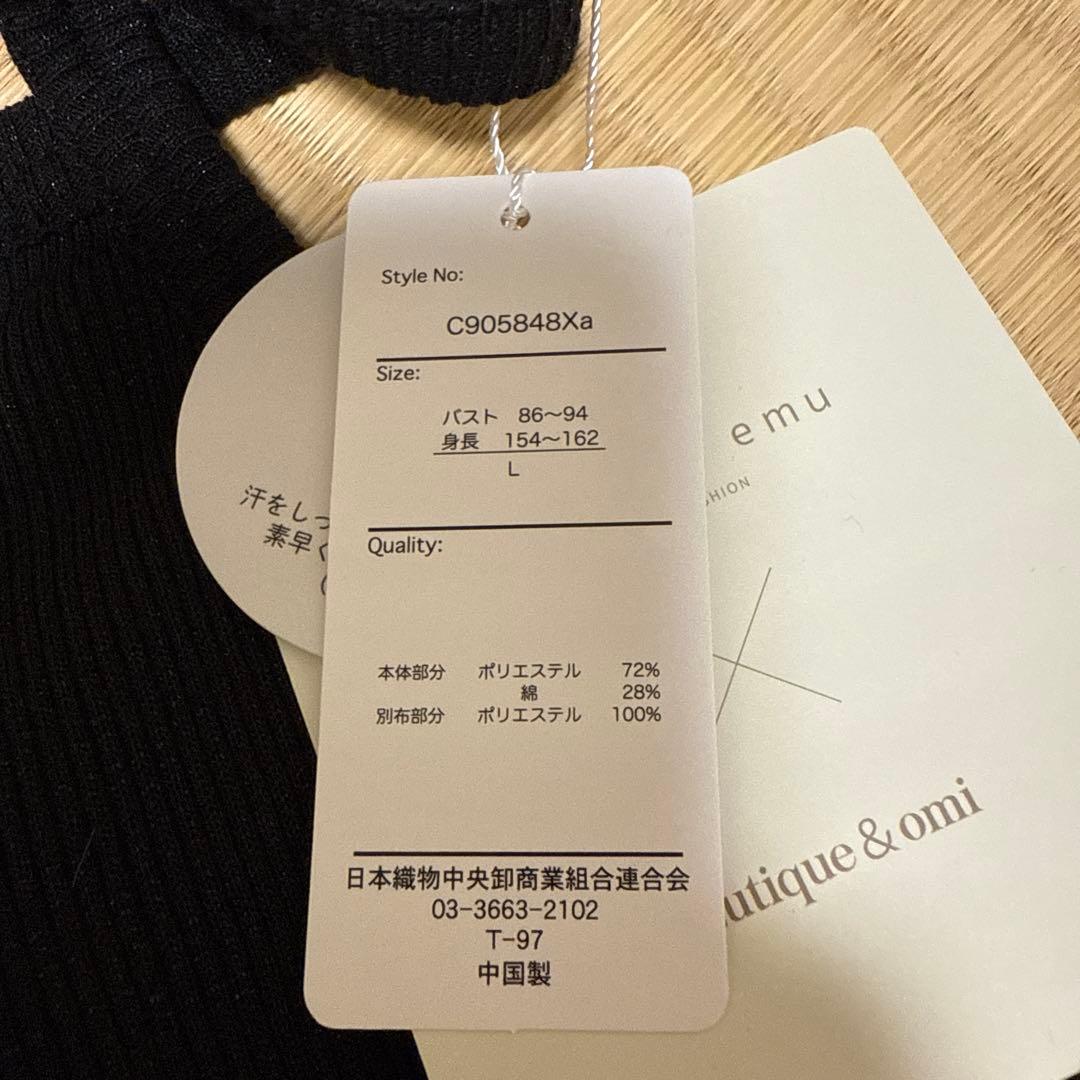 Style No:
C905848Xa
Size:
バスト 86〜94
身長 154〜162
L
Quality:
本体部分 ポリエステル 72%
綿 28%
別布部分 ポリエステル 100%
日本織物中央卸商業組合連合会
03-3663-2102
T-97
中国製
汗をしっ
素早く
emu
SHION
utique & omi